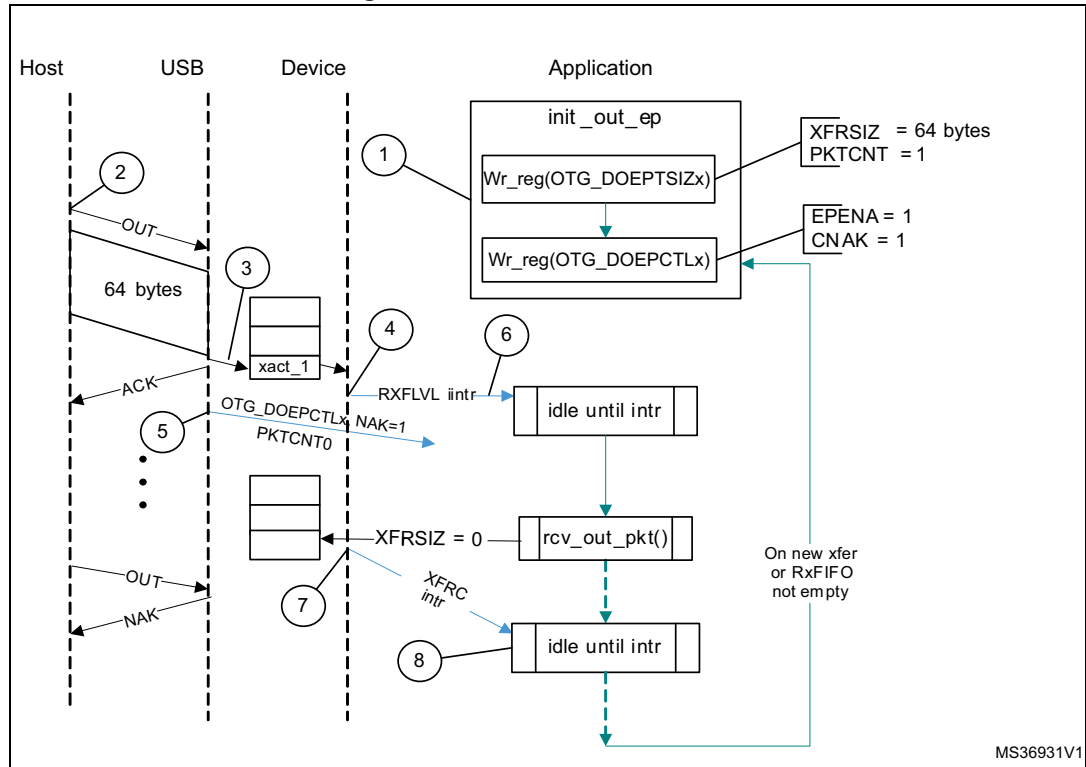 Host USB Device Application
init _out_ep
XFRSIZ = 64 bytes
PKTCNT = 1
1
Wr_reg(OTG_DOEPTSIZx)
2
EPENA = 1
CNAK = 1
OUT
Wr_reg(OTG_DOEPCTLx)
3
64 bytes
4
6
xact_1
ACK
RXFLVL iintr
idle until intr
OTG_DOEPCTLx, NAK=1
PKTCNT0
5
XFRSIZ = 0
rcv_out_pkt()
On new xfer
or RxFIFO
not empty
OUT
7
XFRC
intr
NAK
8
idle until intr
MS36931V1